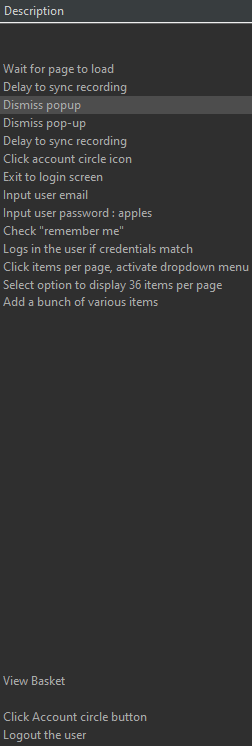 Description
Wait for page to load
Delay to sync recording
Dismiss popup
Dismiss pop-up
Delay to sync recording
Click account circle icon
Exit to login screen
Input user email
Input user password : apples
Check "remember me"
Logs in the user if credentials match
Click items per page, activate dropdown menu
Select option to display 36 items per page
Add a bunch of various items
View Basket
Click Account circle button
Logout the user